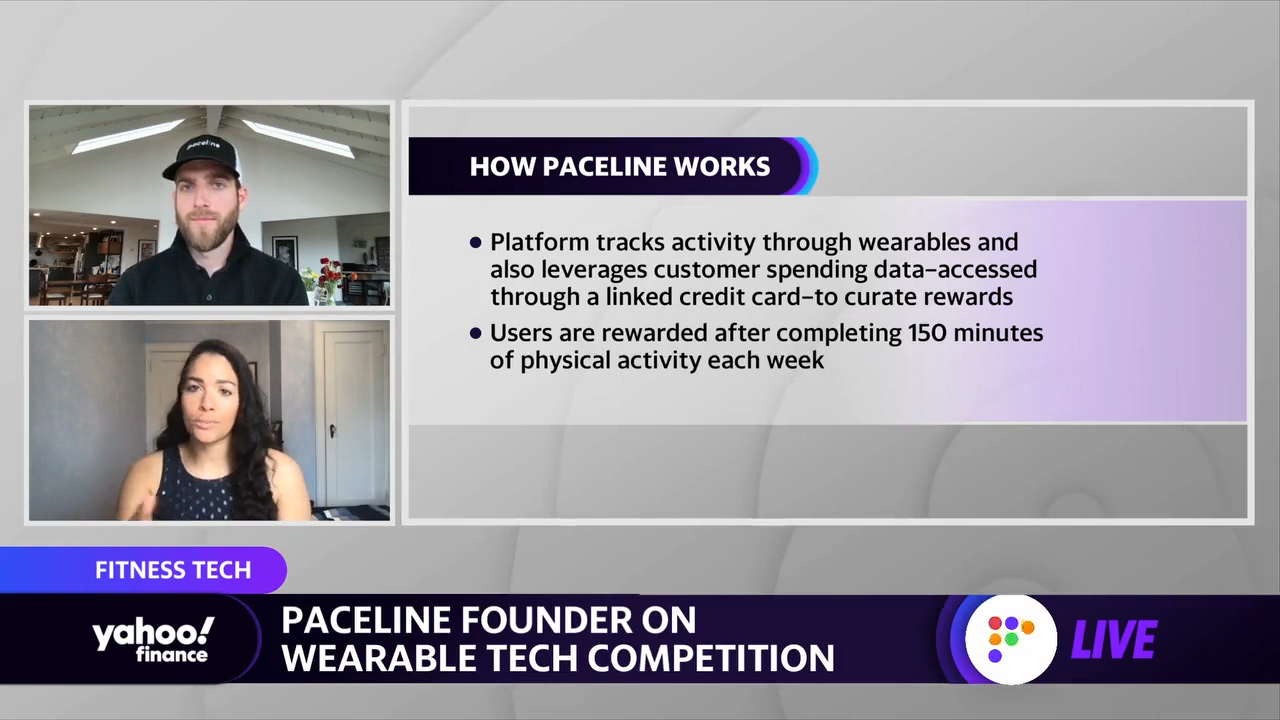 paceline
HOW PACELINE WORKS
• Platform tracks activity through wearables and
also leverages customer spending data–accessed
through a linked credit card–to curate rewards
• Users are rewarded after completing 150 minutes
of physical activity each week
FITNESS TECH
yahoo!
finance
PACELINE FOUNDER ON
WEARABLE TECH COMPETITION
LIVE